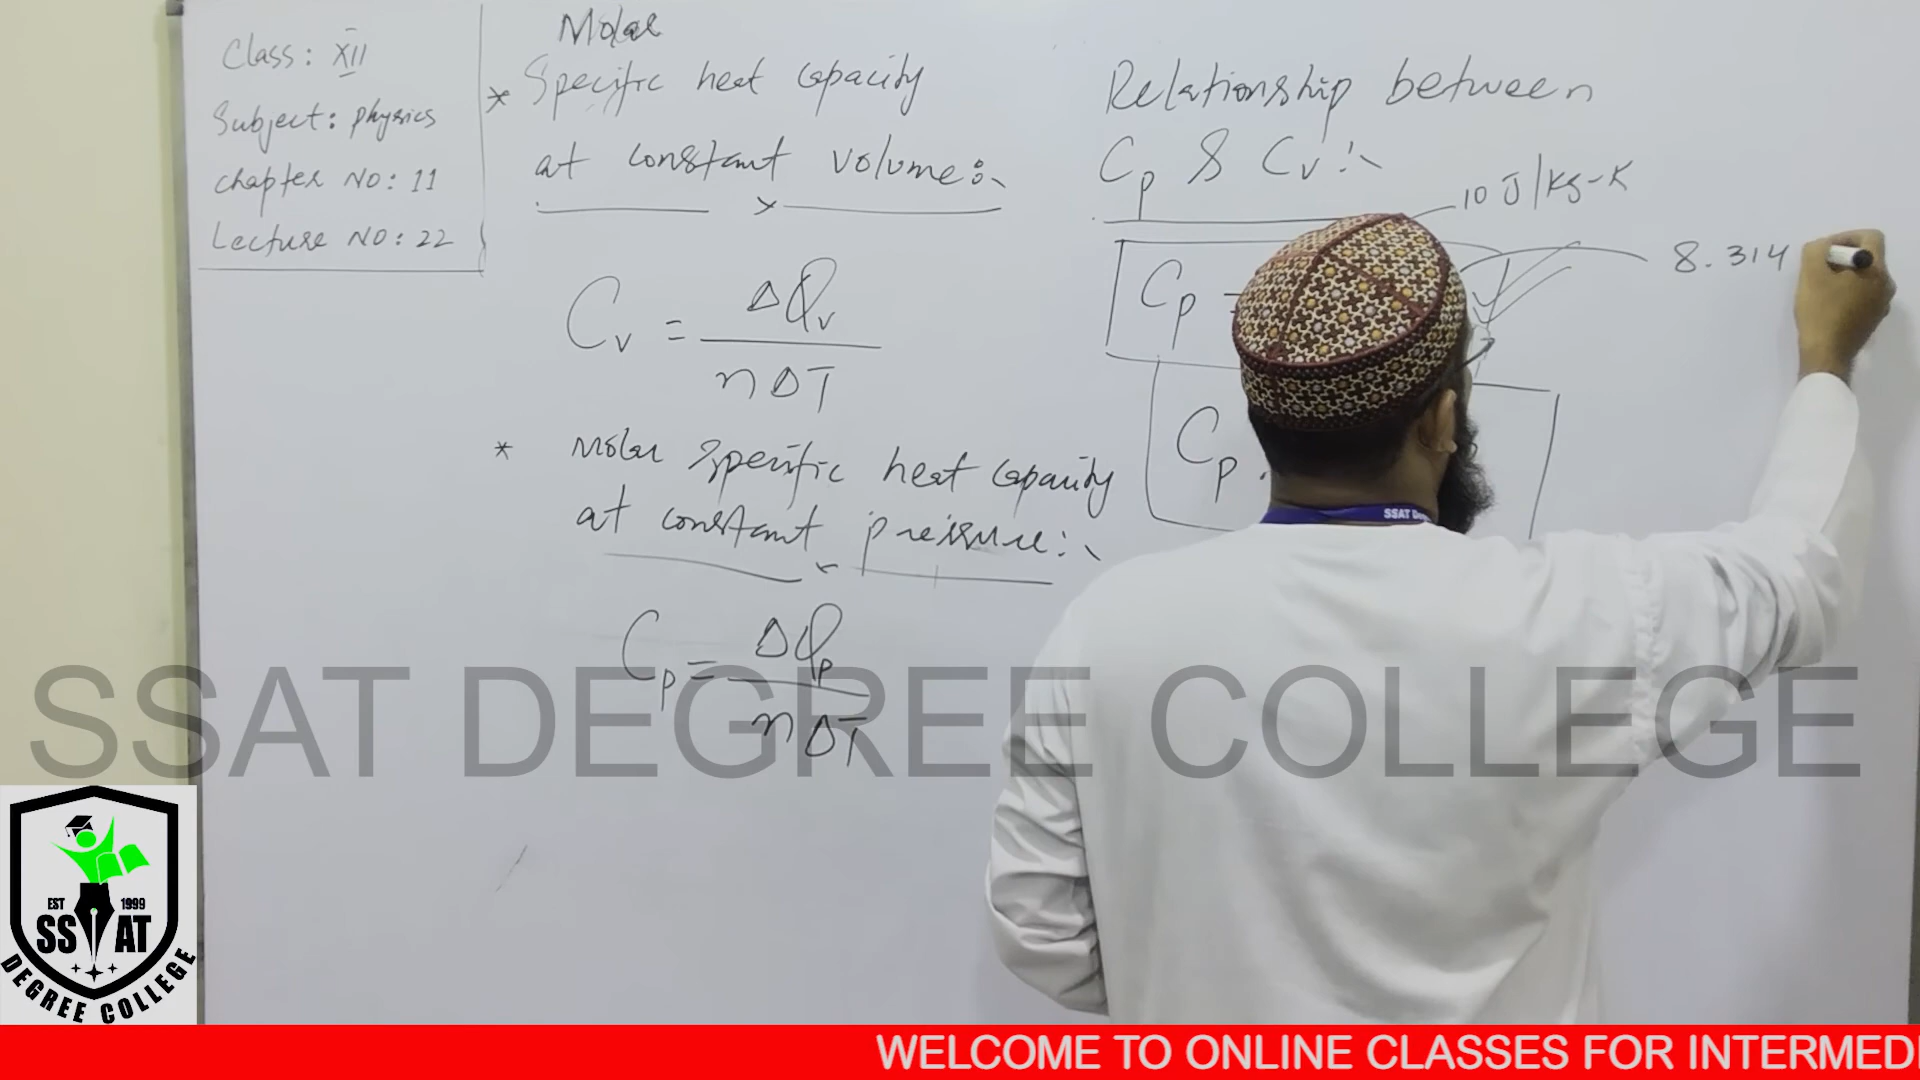 Class: XII
Subject: physics
chapter NO: 11
Lecture NO: 22
Molar
* Specific heat capacity
at constant volume:
Cv = ΔQv
nΔT
* Molar specific heat capacity
at constant pressure:
Cp = ΔQp
nΔT
Relationship between
Cp & Cv:
10 J/kg-K
8.314
Cp
Cp
SSAT
SSAT DEGREE COLLEGE
EST 1999
SSAT
DEGREE COLLEGE
WELCOME TO ONLINE CLASSES FOR INTERMED